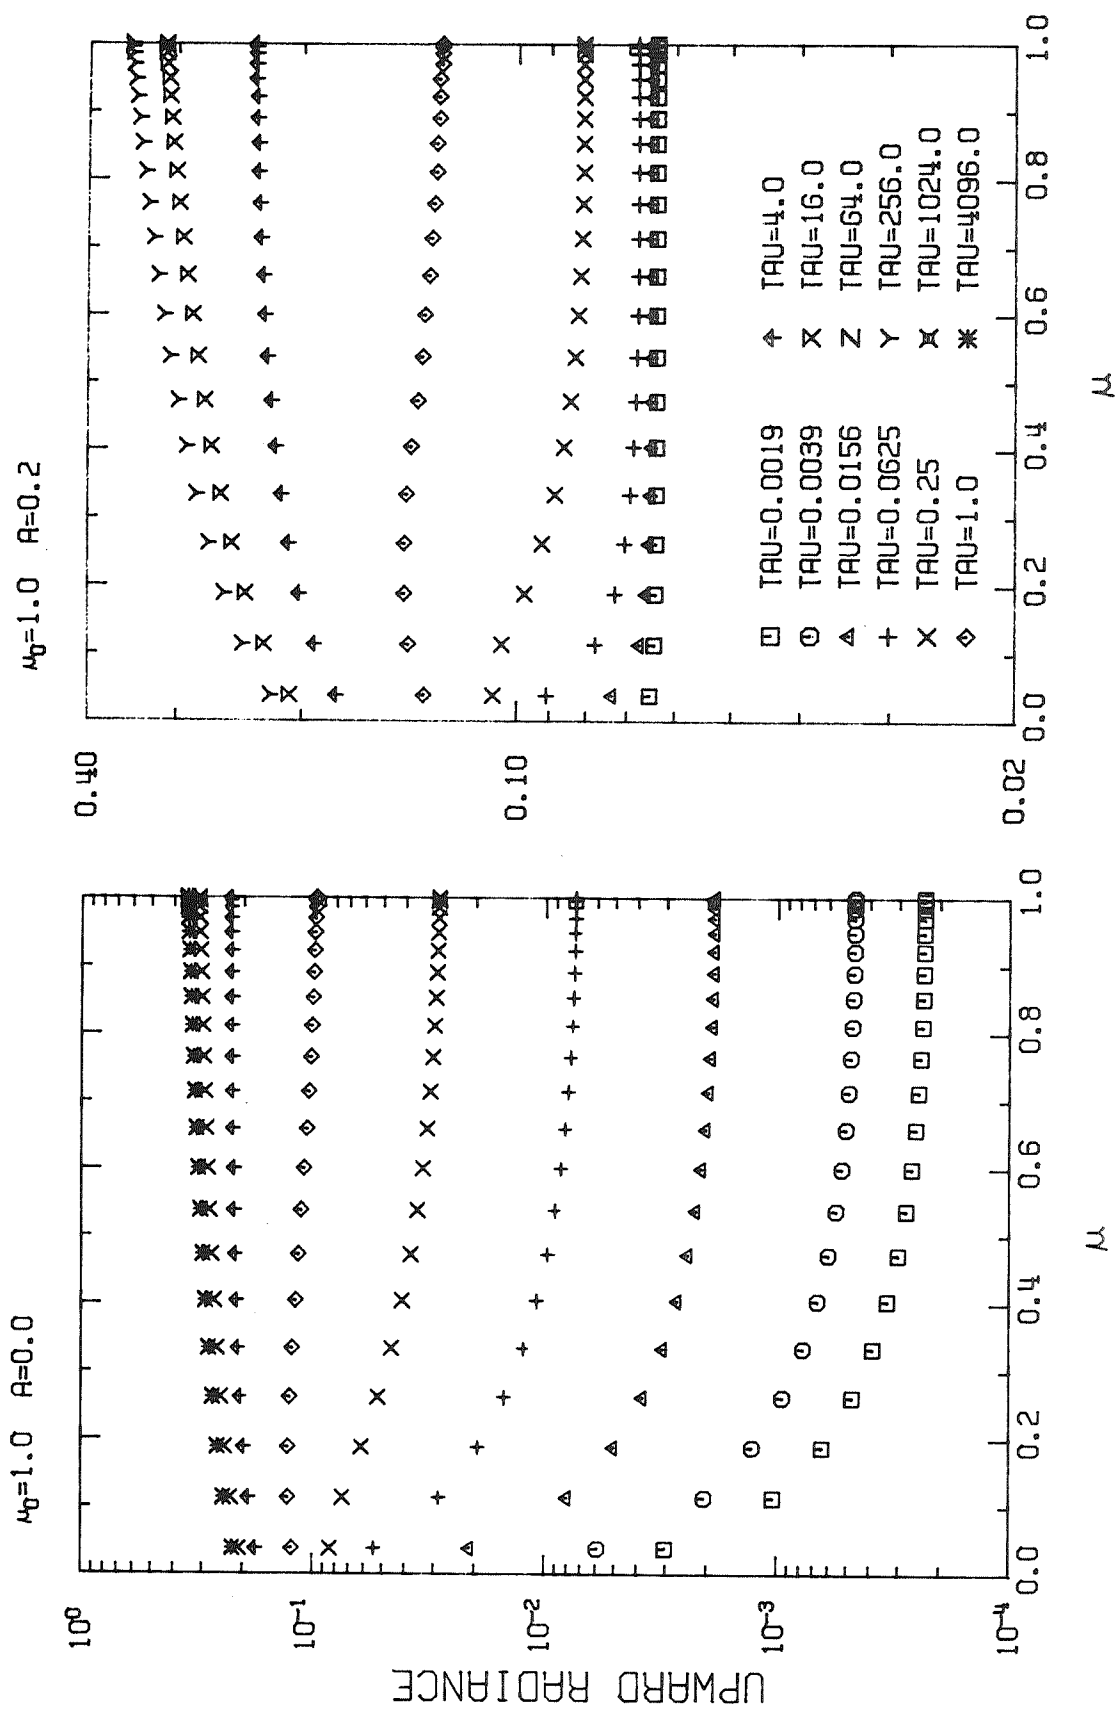 μ₀=1.0 A=0.0
UPWARD RADIANCE
10⁰
10⁻¹
10⁻²
10⁻³
10⁻⁴
0.0 0.2 0.4 0.6 0.8 1.0
μ
μ₀=1.0 A=0.2
0.40
0.10
0.02
TAU=0.0019
TAU=0.0039
TAU=0.0156
TAU=0.0625
TAU=0.25
TAU=1.0
TAU=4.0
TAU=16.0
TAU=64.0
TAU=256.0
TAU=1024.0
TAU=4096.0
0.0 0.2 0.4 0.6 0.8 1.0
μ